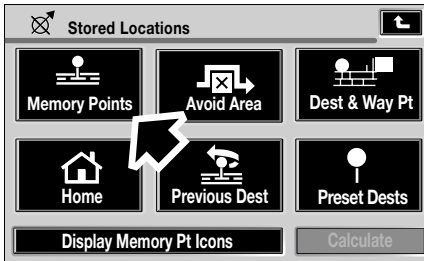 Stored Locations
Memory Points
Avoid Area
Dest & Way Pt
Home
Previous Dest
Preset Dests
Display Memory Pt Icons
Calculate